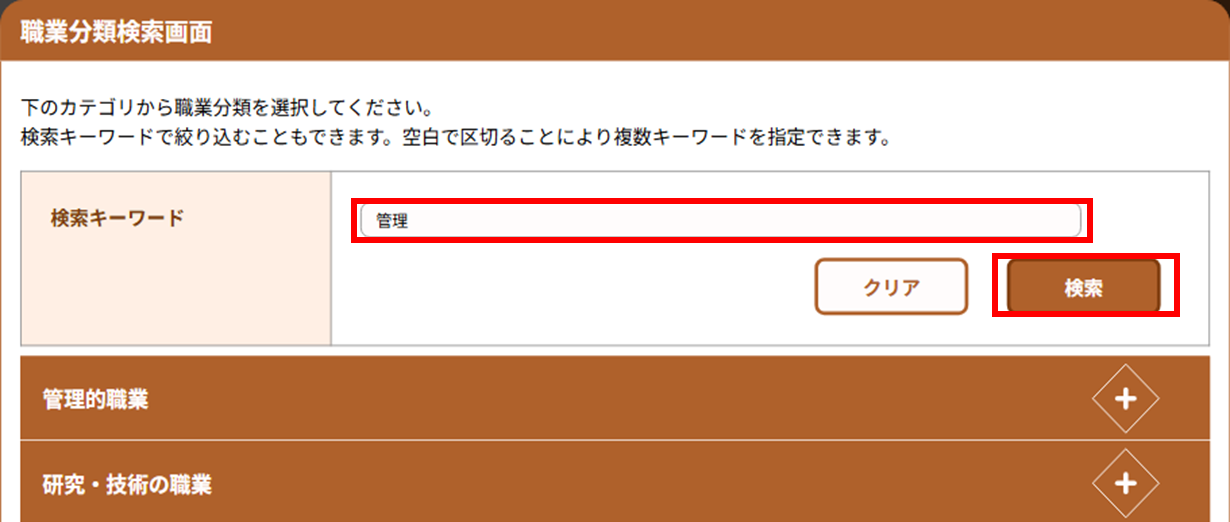 職業分類検索画面
下のカテゴリから職業分類を選択してください。
検索キーワードで絞り込むこともできます。空白で区切ることにより複数キーワードを指定できます。
検索キーワード
管理
クリア
検索
管理的職業
研究・技術の職業